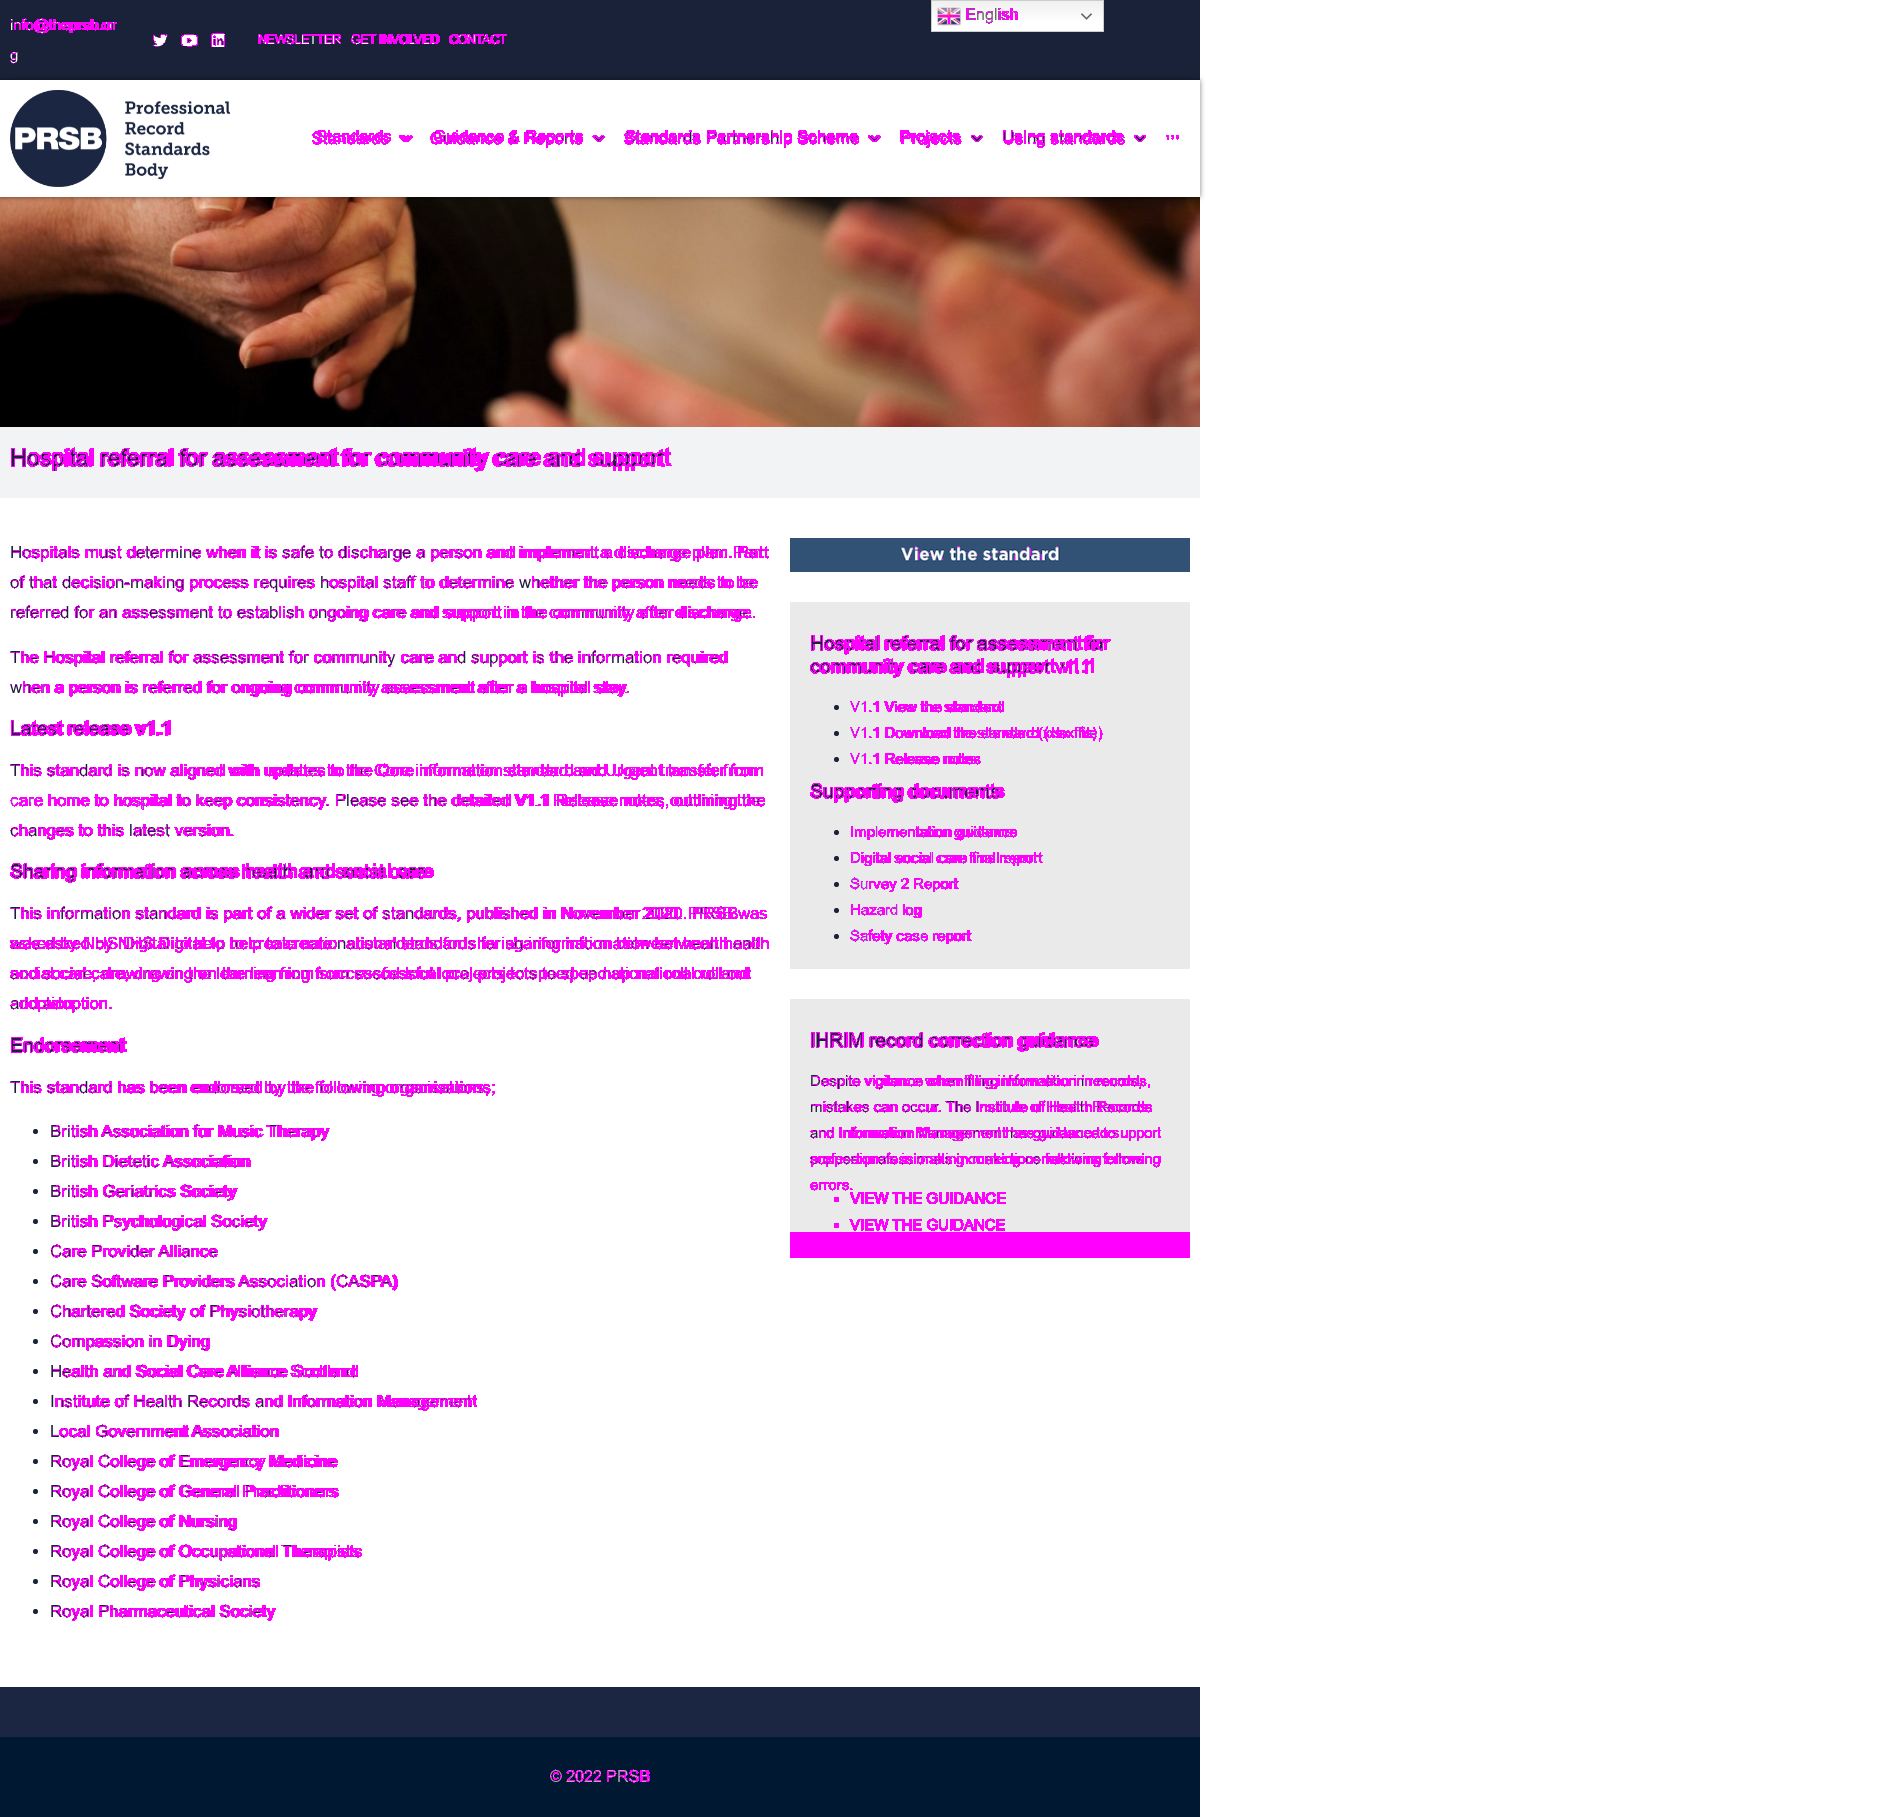 info@theprsb.or
g
NEWSLETTER GET INVOLVED CONTACT
English
PRSB
Professional
Record
Standards
Body
Standards Guidance & Reports Standards Partnership Scheme Projects Using standards ...
Hospital referral for assessment for community care and support
Hospitals must determine when it is safe to discharge a person and implement a discharge plan. Part
of that decision-making process requires hospital staff to determine whether the person needs to be
referred for an assessment to establish ongoing care and support in the community after discharge.
The Hospital referral for assessment for community care and support is the information required
when a person is referred for ongoing community assessment after a hospital stay.
Latest release v1.1
This standard is now aligned with updates to the Core information standard and Urgent transfer from
care home to hospital to keep consistency. Please see the detailed V1.1 Release notes, outlining the
changes to this latest version.
Sharing information across health and social care
This information standard is part of a wider set of standards, published in November 2020. PRSB was
asked by NHS Digital to help to create national standards for sharing information between health and
social care, drawing on the learning from successful local projects to speed up national roll out and
adoption.
Endorsement
This standard has been endorsed by the following organisations;
British Association for Music Therapy
British Dietetic Association
British Geriatrics Society
British Psychological Society
Care Provider Alliance
Care Software Providers Association (CASPA)
Chartered Society of Physiotherapy
Compassion in Dying
Health and Social Care Alliance Scotland
Institute of Health Records and Information Management
Local Government Association
Royal College of Emergency Medicine
Royal College of General Practitioners
Royal College of Nursing
Royal College of Occupational Therapists
Royal College of Physicians
Royal Pharmaceutical Society
View the standard
Hospital referral for assessment for
community care and support v1.1
V1.1 View the standard
V1.1 Download the standard (xlsx file)
V1.1 Release notes
Supporting documents
Implementation guidance
Digital social care final report
Survey 2 Report
Hazard log
Safety case report
IHRIM record correction guidance
Despite vigilance when filing information in records,
mistakes can occur. The Institute of Health Records
and Information Management has guidance to support
professionals in making corrections following
errors.
VIEW THE GUIDANCE
VIEW THE GUIDANCE
© 2022 PRSB